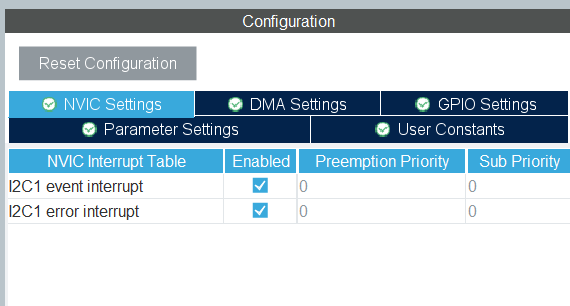 Configuration
Reset Configuration
NVIC Settings DMA Settings GPIO Settings
Parameter Settings User Constants
NVIC Interrupt Table Enabled Preemption Priority Sub Priority
I2C1 event interrupt 0 0
I2C1 error interrupt 0 0